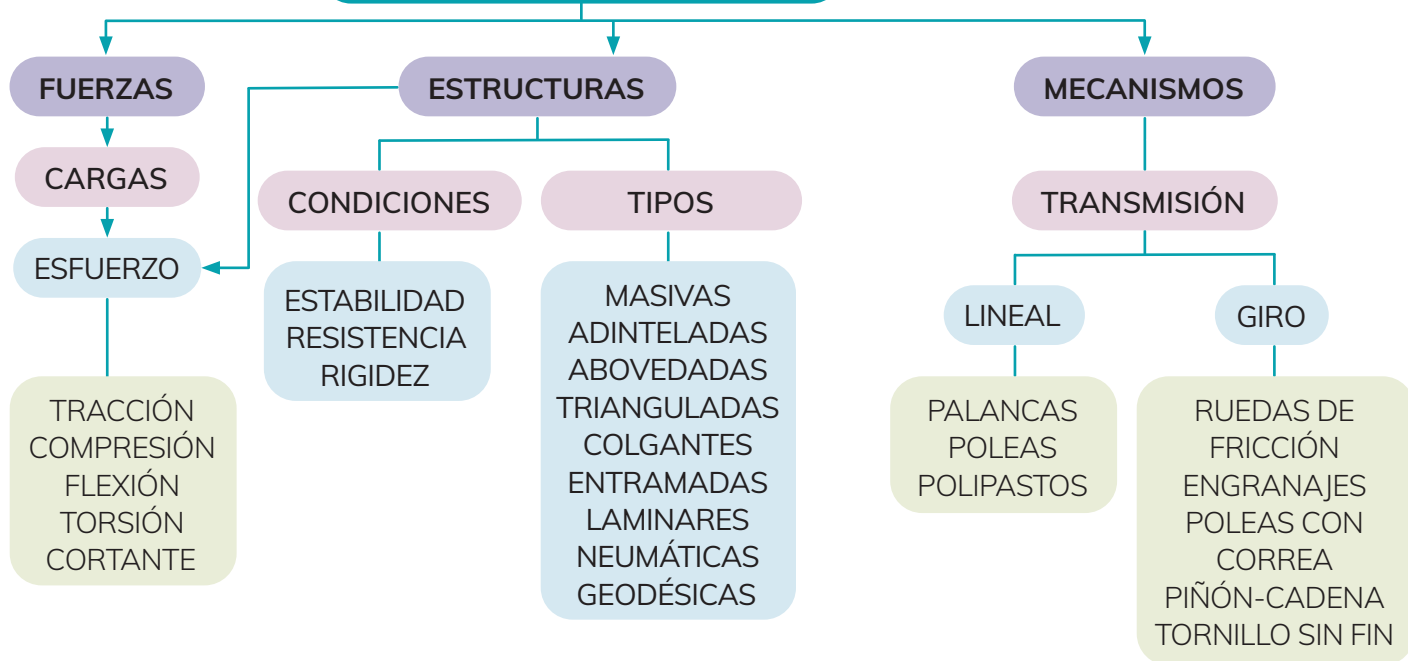 FUERZAS
CARGAS
ESFUERZO
TRACCIÓN
COMPRESIÓN
FLEXIÓN
TORSIÓN
CORTANTE
ESTRUCTURAS
CONDICIONES
ESTABILIDAD
RESISTENCIA
RIGIDEZ
TIPOS
MASIVAS
ADINTELADAS
ABOVEDADAS
TRIANGULADAS
COLGANTES
ENTRAMADAS
LAMINARES
NEUMÁTICAS
GEODÉSICAS
MECANISMOS
TRANSMISIÓN
LINEAL
PALANCAS
POLEAS
POLIPASTOS
GIRO
RUEDAS DE
FRICCIÓN
ENGRANAJES
POLEAS CON
CORREA
PIÑÓN-CADENA
TORNILLO SIN FIN